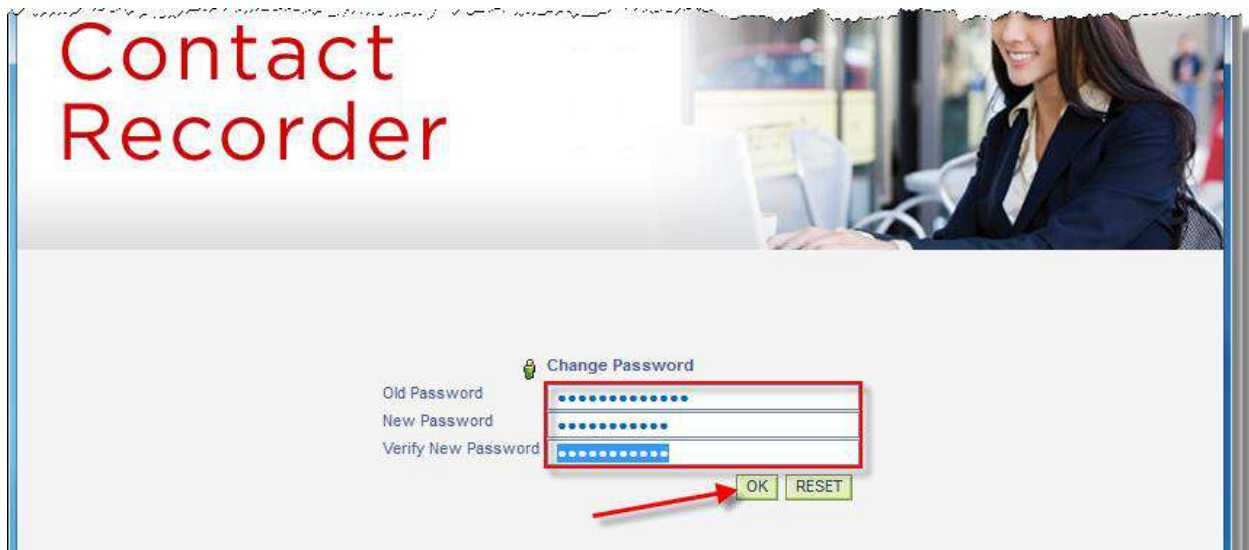 Contact
Recorder
Change Password
Old Password •••••••••••••
New Password •••••••••••
Verify New Password •••••••••••
OK RESET